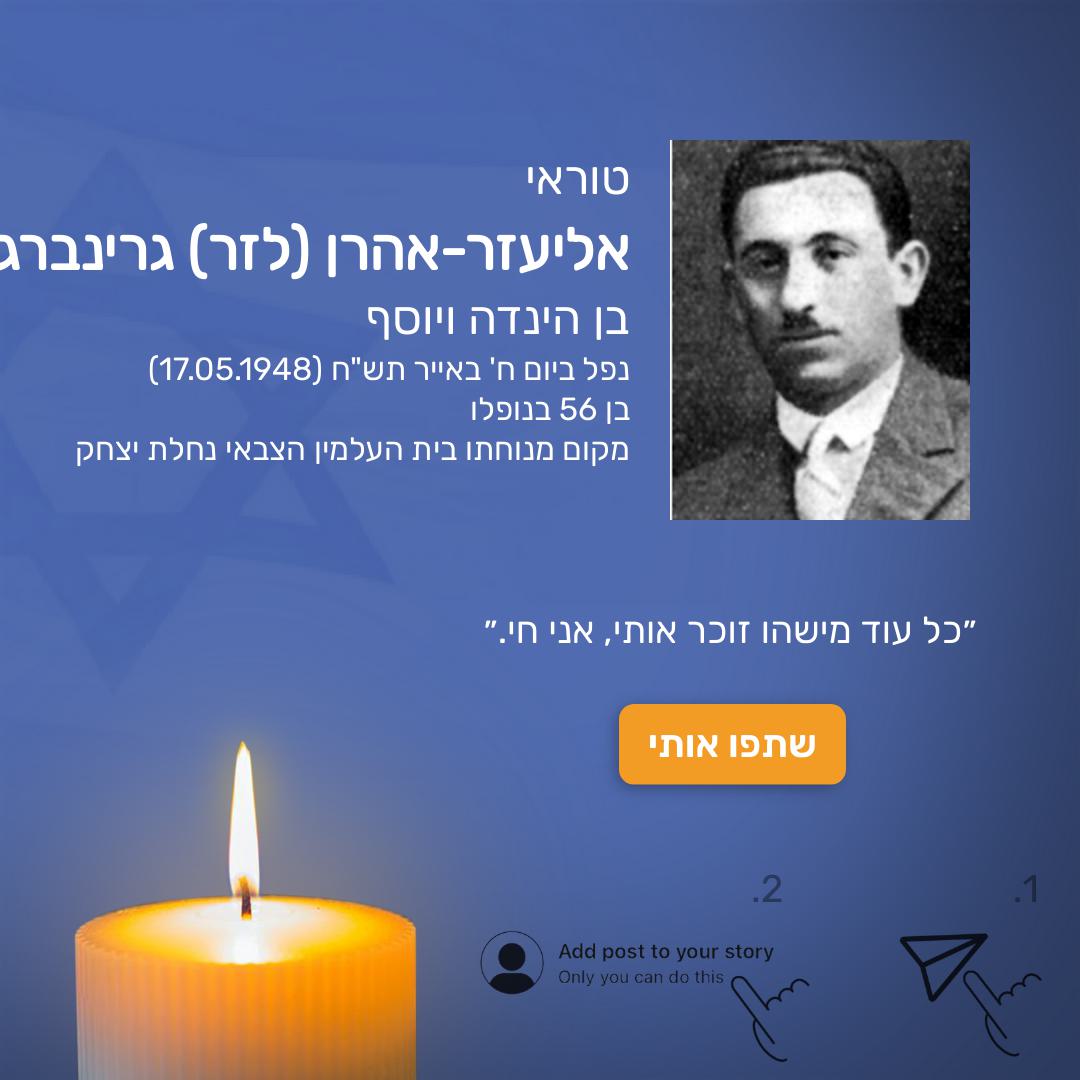 טוראי
אליעזר-אהרן (לזר) גרינברג
בן הינדה ויוסף
נפל ביום ח' באייר תש"ח (17.05.1948)
בן 56 בנופלו
מקום מנוחתו בית העלמין הצבאי נחלת יצחק
״כל עוד מישהו זוכר אותי, אני חי.״
שתפו אותי
.1
.2
Add post to your story
Only you can do this